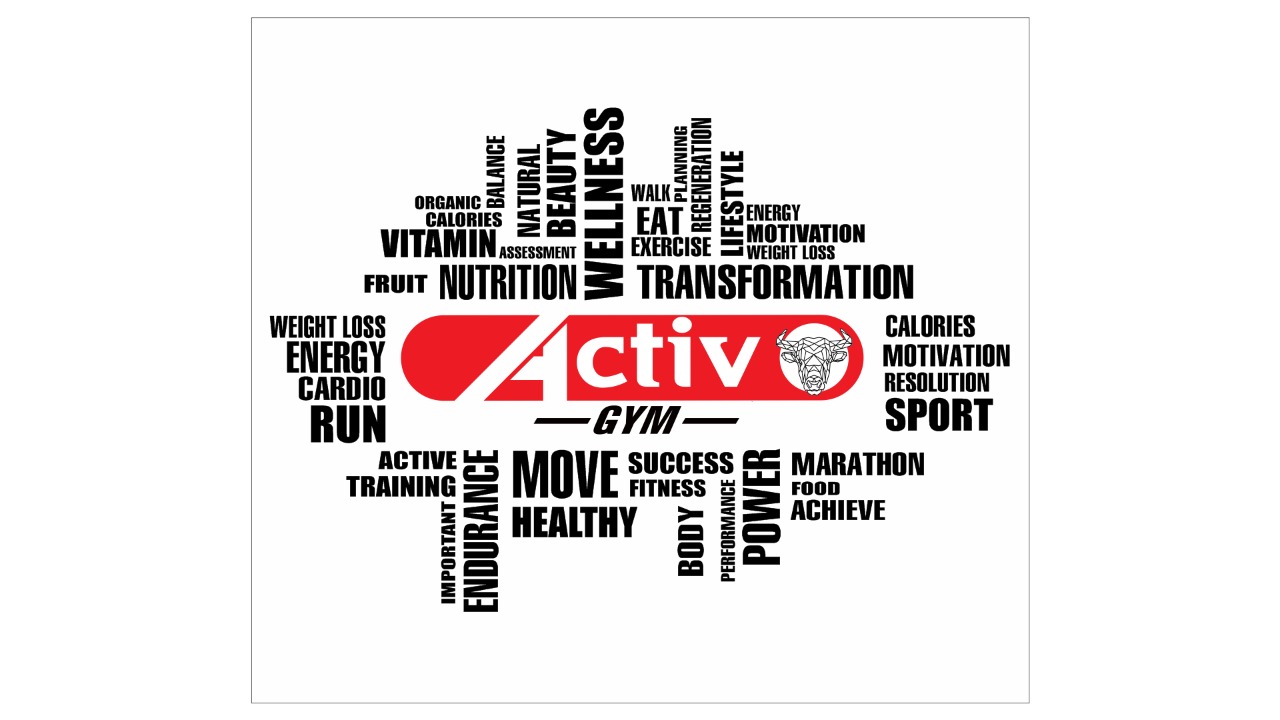 BALANCE
NATURAL
BEAUTY
WELLNESS
WALK
PLANNING
REGENERATION
LIFESTYLE
ORGANIC
CALORIES
VITAMIN
ASSESSMENT
EAT
EXERCISE
ENERGY
MOTIVATION
WEIGHT LOSS
FRUIT NUTRITION
TRANSFORMATION
WEIGHT LOSS
ENERGY
CARDIO
RUN
Activ
GYM
CALORIES
MOTIVATION
RESOLUTION
SPORT
ACTIVE
TRAINING
IMPORTANT
ENDURANCE
MOVE
HEALTHY
SUCCESS
FITNESS
BODY
PERFORMANCE
POWER
MARATHON
FOOD
ACHIEVE